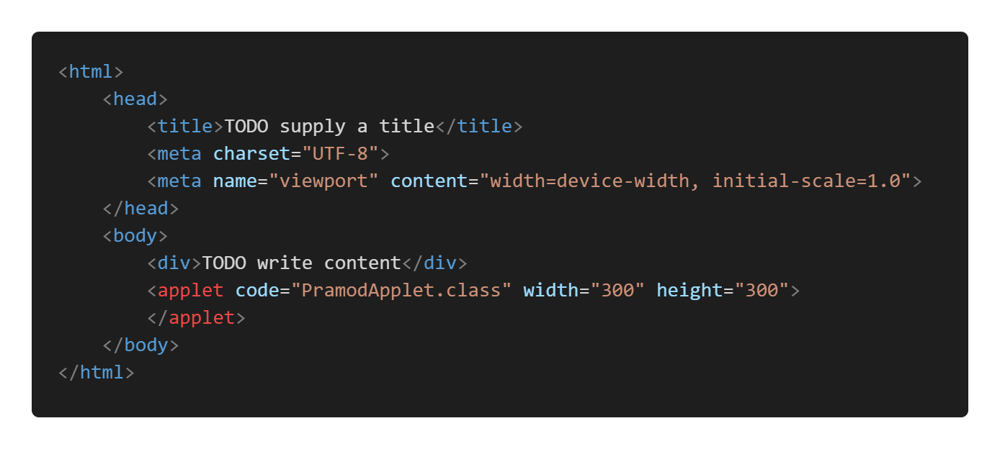 <html>
    <head>
        <title>TODO supply a title</title>
        <meta charset="UTF-8">
        <meta name="viewport" content="width=device-width, initial-scale=1.0">
    </head>
    <body>
        <div>TODO write content</div>
        <applet code="PramodApplet.class" width="300" height="300">
        </applet>
    </body>
</html>